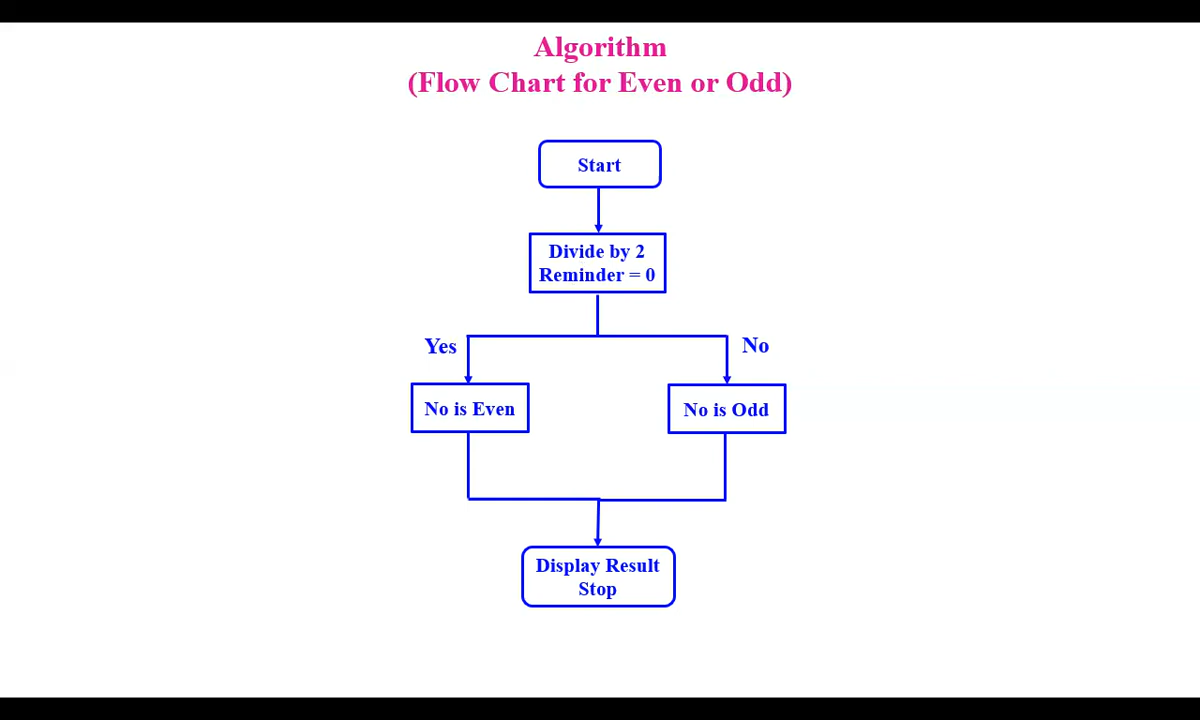 Algorithm
(Flow Chart for Even or Odd)
Start
Divide by 2
Reminder = 0
Yes
No
No is Even
No is Odd
Display Result
Stop